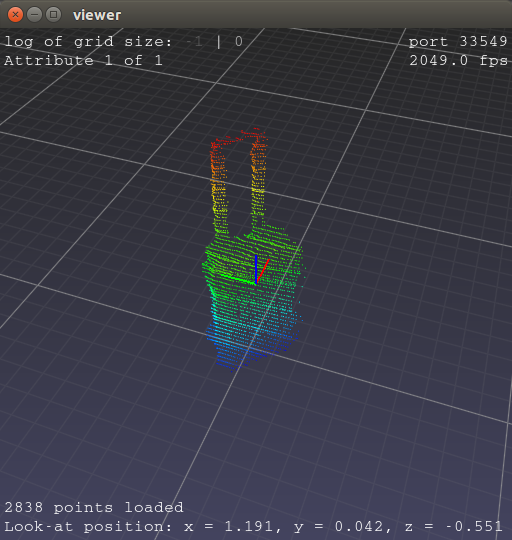 viewer
log of grid size: -1 | 0
port 33549
Attribute 1 of 1
2049.0 fps
2838 points loaded
Look-at position: x = 1.191, y = 0.042, z = -0.551